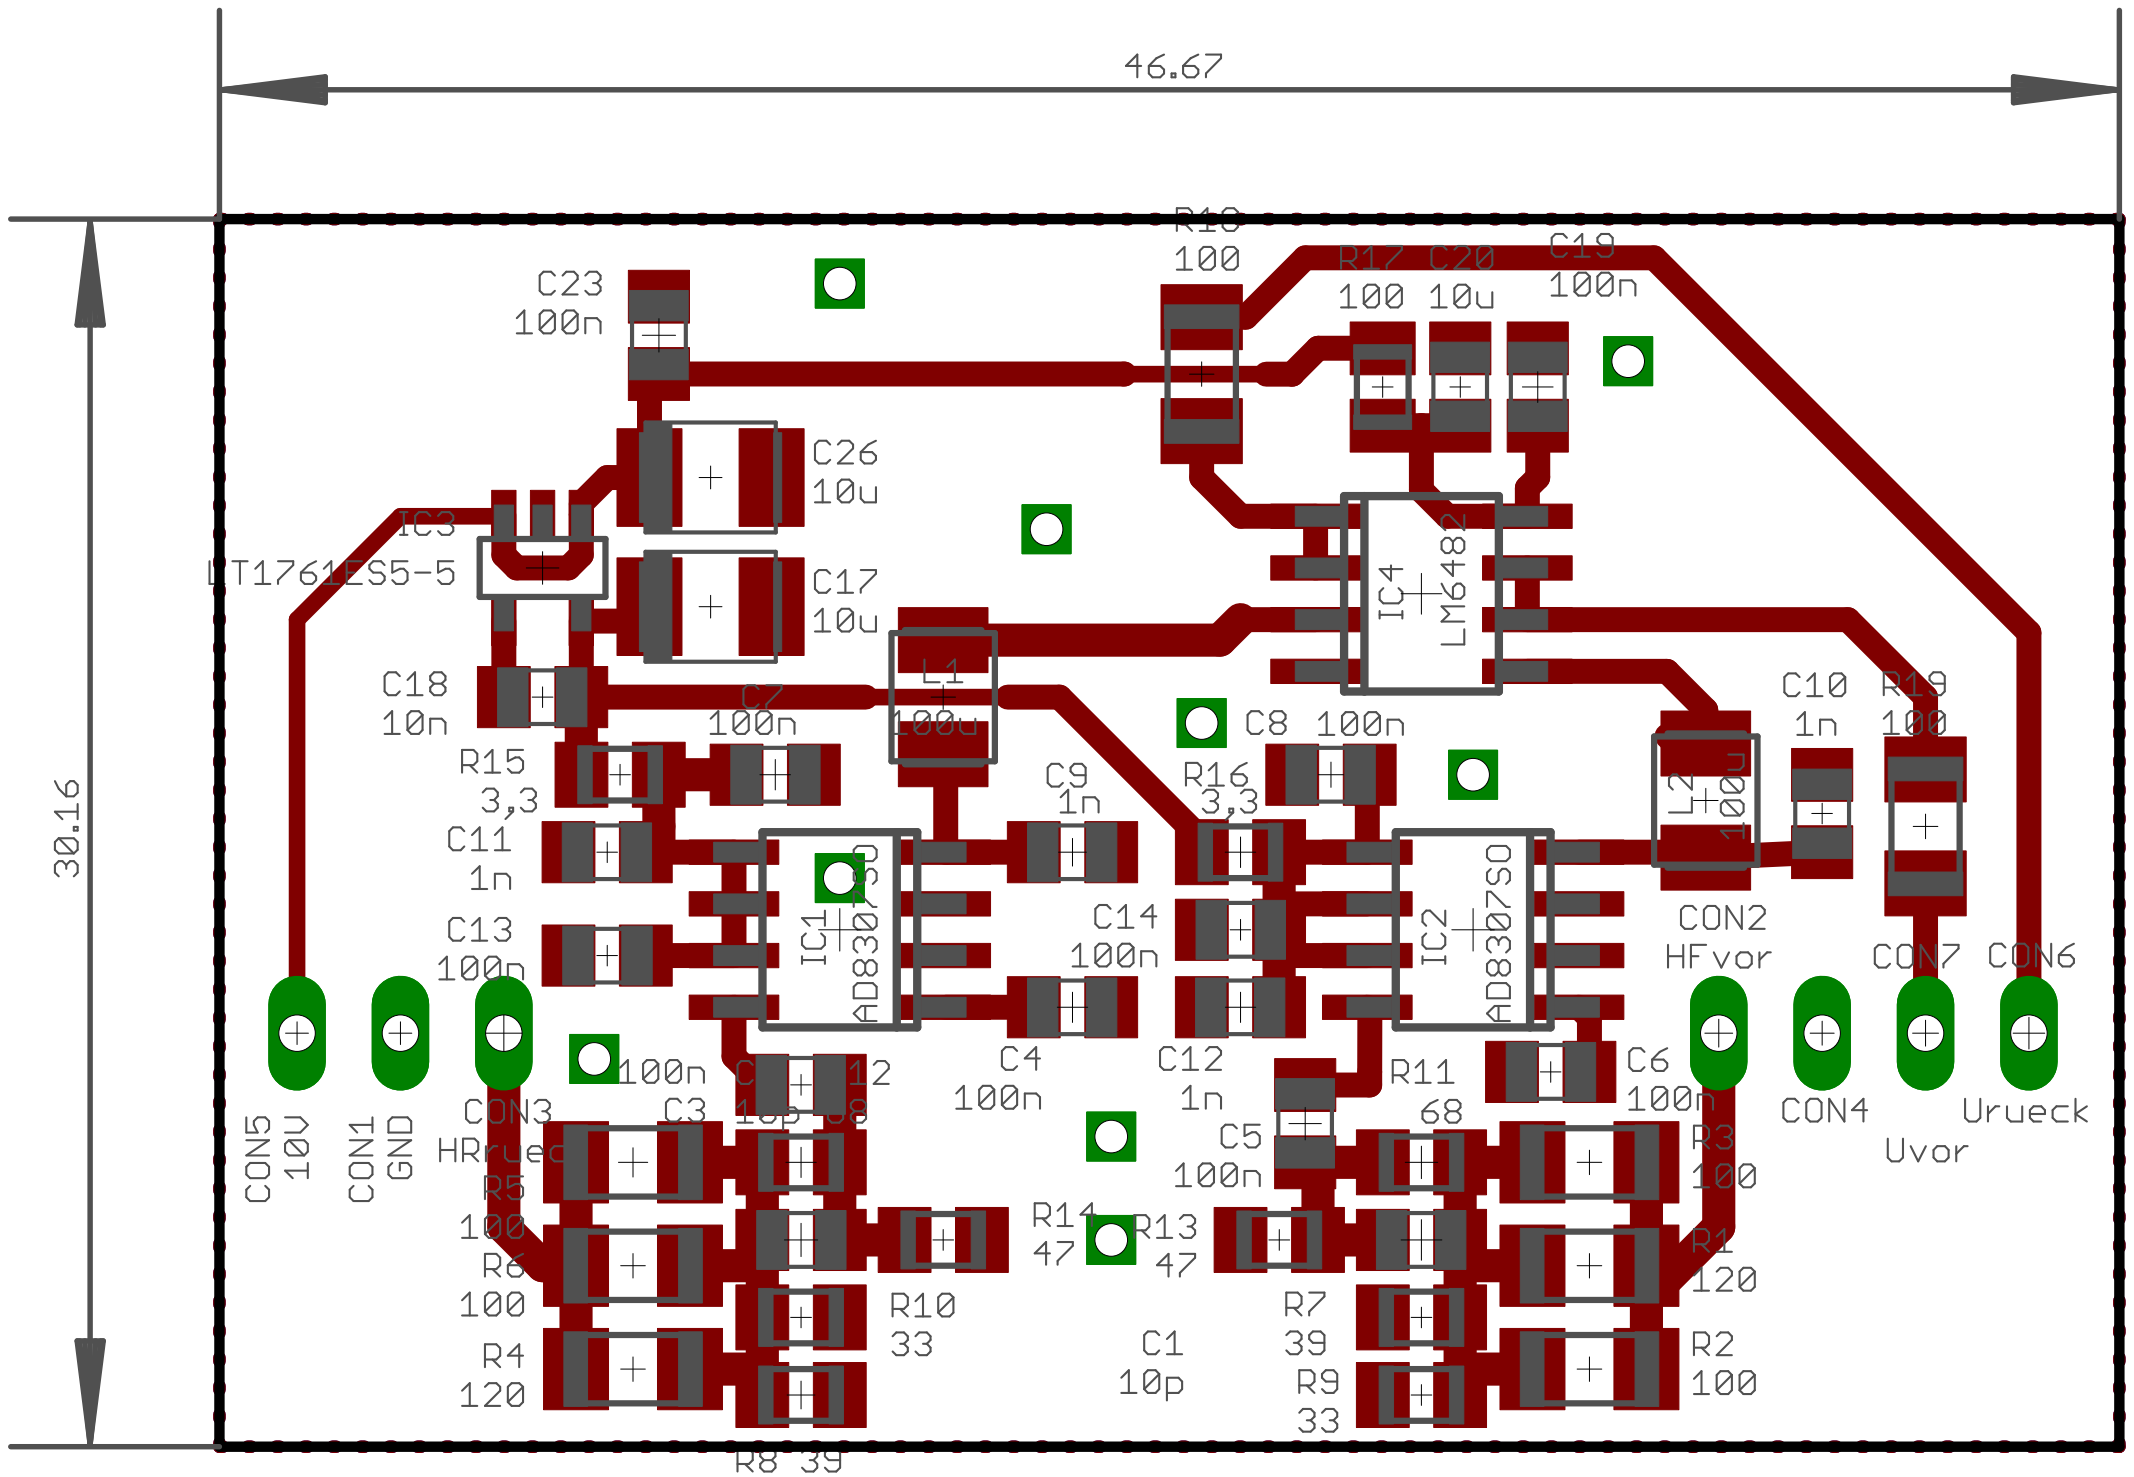 46.67
30.16
R18
100
R17
100
C20
10u
C19
100n
C23
100n
C26
10u
IC3
LT1761ES5-5
C17
10u
IC4
LM6482
C18
10n
C7
100n
L1
100u
C8
100n
C10
1n
R19
100
R15
3,3
C9
1n
R16
3,3
L2
100u
C11
1n
C13
100n
IC1
AD8307SO
C14
100n
IC2
AD8307SO
CON2
HFvor
CON7
CON6
100n
C3
12
68
C4
100n
C12
1n
R11
68
C6
100n
CON4
Urueck
Uvor
CON5
10V
CON1
GND
CON3
C5
100n
R3
100
R5
100
R14
47
R13
47
R1
120
R6
100
R10
33
R7
39
C1
10p
R2
100
R4
120
R9
33
R8 39